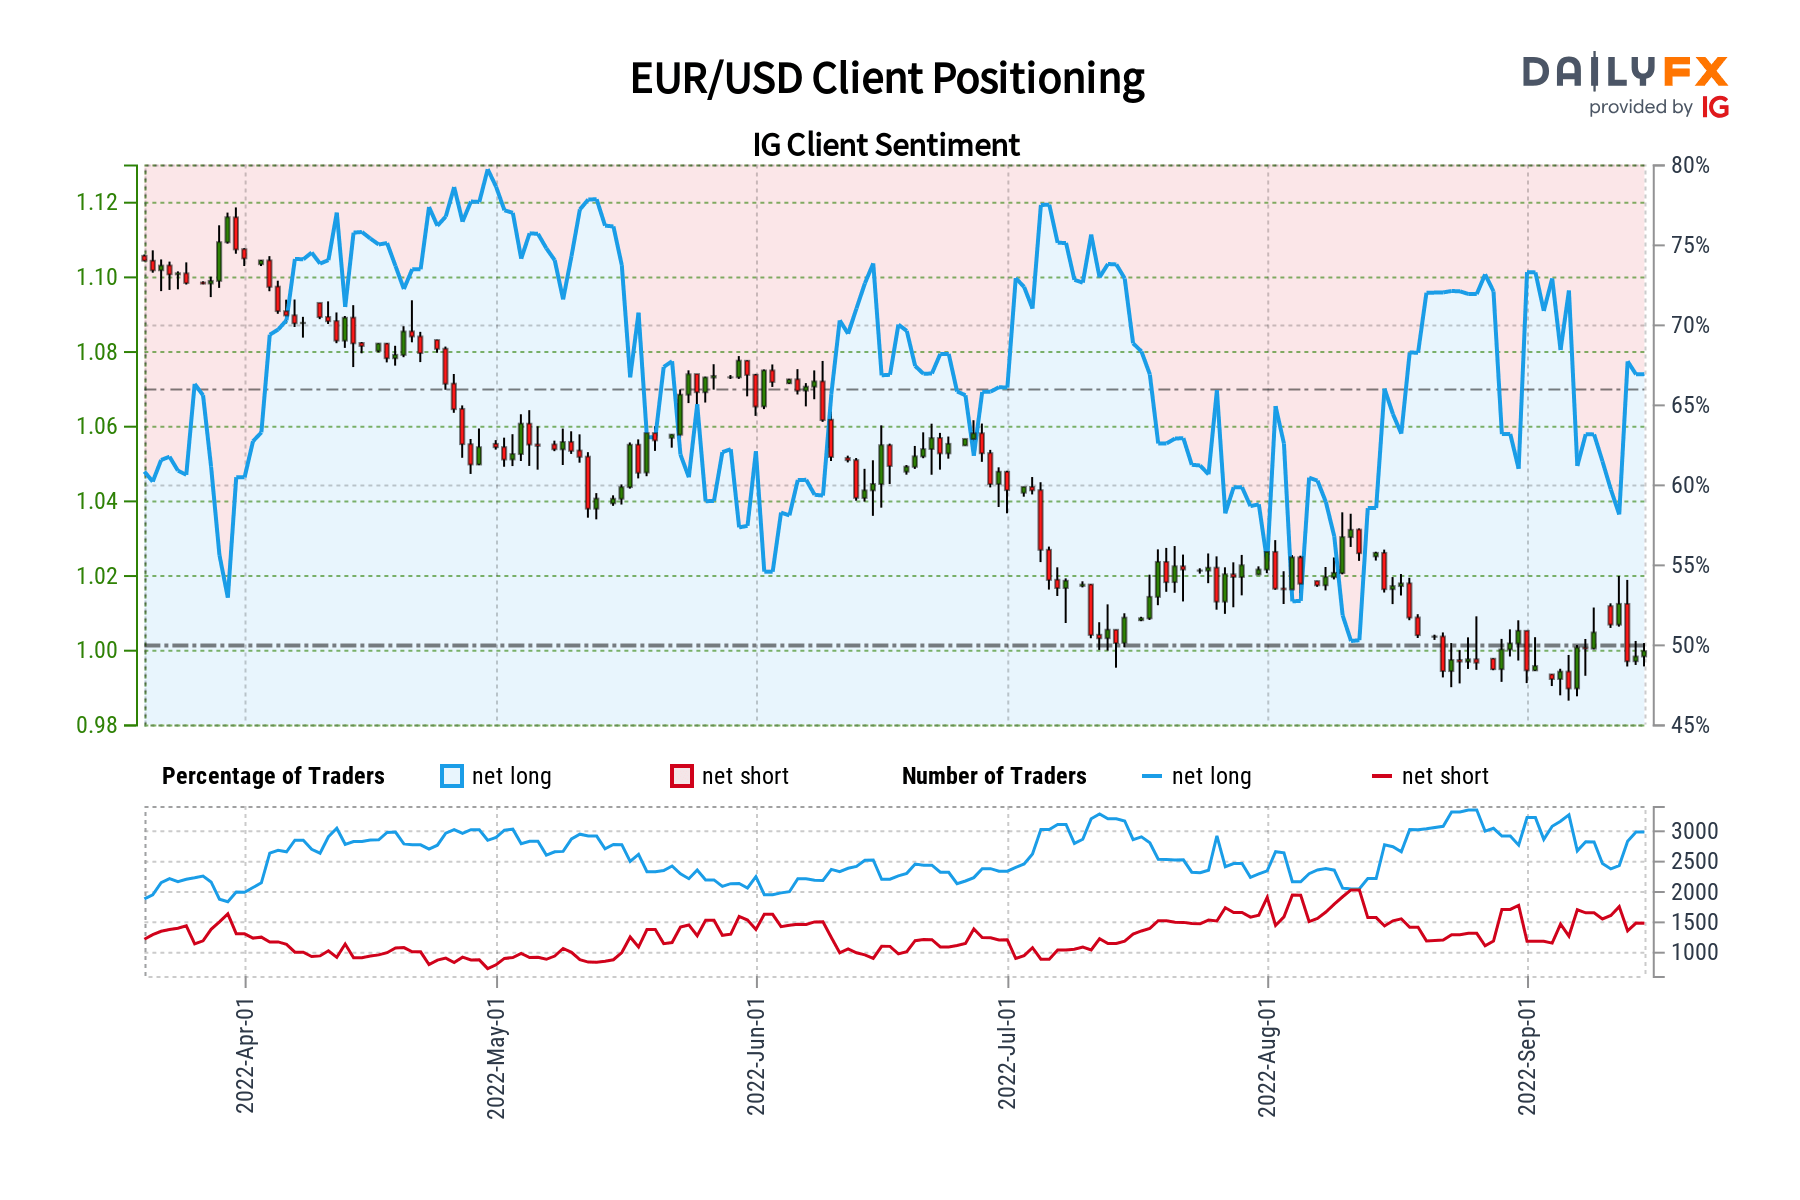 EUR/USD Client Positioning
DAILYFX
provided by IG
IG Client Sentiment
1.12
1.10
1.08
1.06
1.04
1.02
1.00
0.98
80%
75%
70%
65%
60%
55%
50%
45%
Percentage of Traders net long net short Number of Traders net long net short
3000
2500
2000
1500
1000
2022-Apr-01
2022-May-01
2022-Jun-01
2022-Jul-01
2022-Aug-01
2022-Sep-01